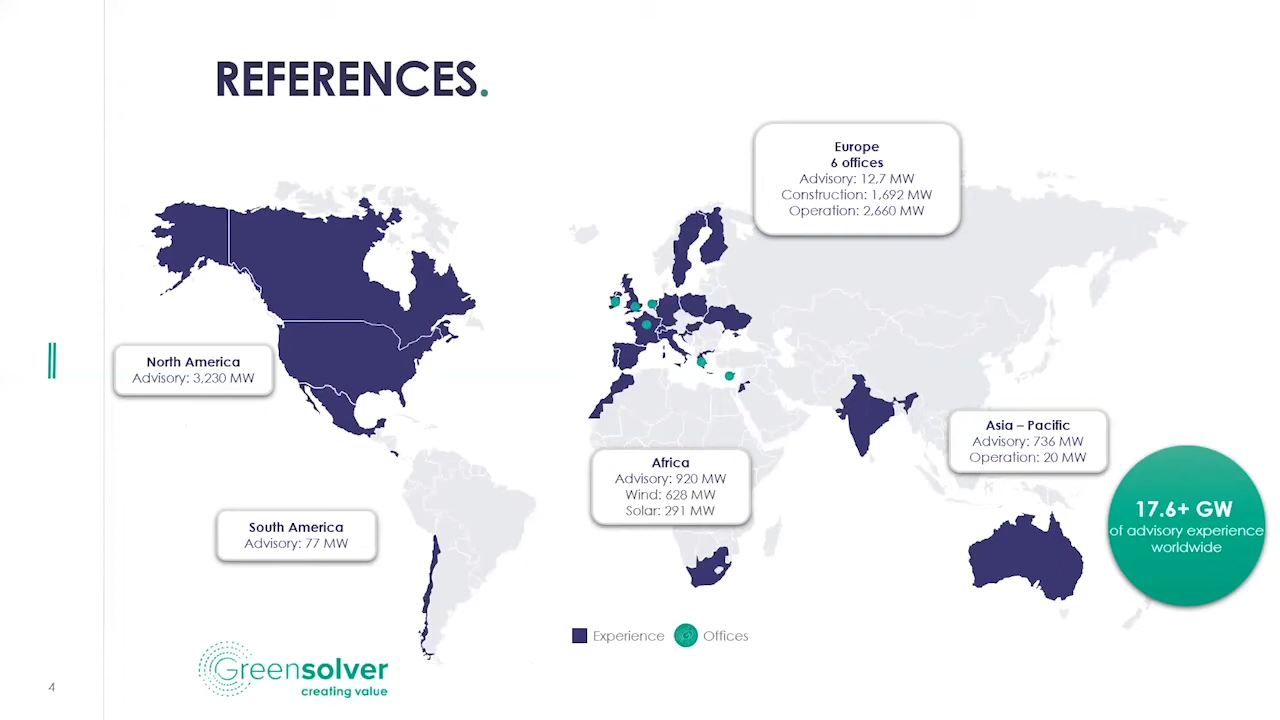 REFERENCES.
Europe
6 offices
Advisory: 12,7 MW
Construction: 1,692 MW
Operation: 2,660 MW
North America
Advisory: 3,230 MW
Asia – Pacific
Advisory: 736 MW
Operation: 20 MW
Africa
Advisory: 920 MW
Wind: 628 MW
Solar: 291 MW
17.6+ GW
of advisory experience
worldwide
South America
Advisory: 77 MW
Experience
Offices
Greensolver
creating value
4